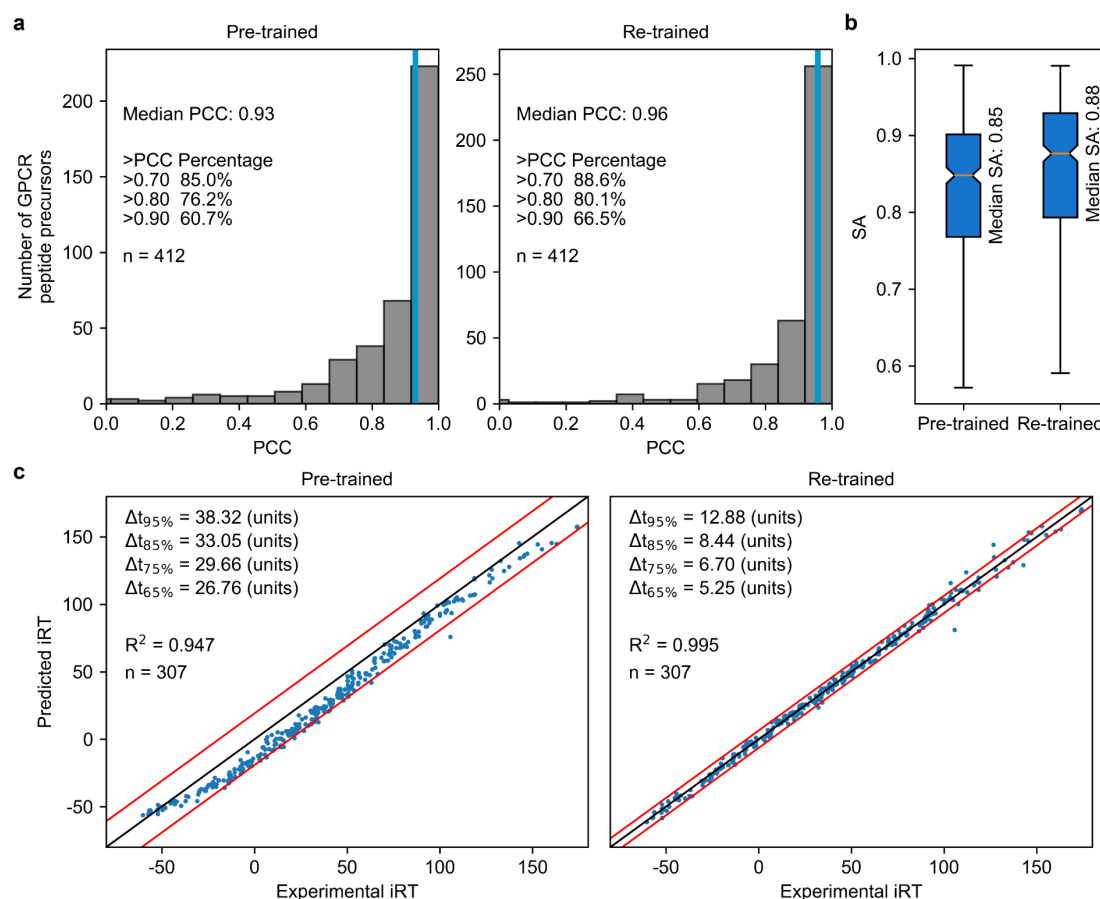 a
Pre-trained
Number of GPCR
peptide precursors
200
150
100
50
0
Median PCC: 0.93
>PCC Percentage
>0.70 85.0%
>0.80 76.2%
>0.90 60.7%
n = 412
0.0 0.2 0.4 0.6 0.8 1.0
PCC
Re-trained
250
200
150
100
50
0
Median PCC: 0.96
>PCC Percentage
>0.70 88.6%
>0.80 80.1%
>0.90 66.5%
n = 412
0.0 0.2 0.4 0.6 0.8 1.0
PCC
b
SA
1.0
0.9
0.8
0.7
0.6
Median SA: 0.85
Median SA: 0.88
Pre-trained Re-trained
c
Pre-trained
Predicted iRT
150
100
50
0
-50
Δt95% = 38.32 (units)
Δt85% = 33.05 (units)
Δt75% = 29.66 (units)
Δt65% = 26.76 (units)
R² = 0.947
n = 307
-50 0 50 100 150
Experimental iRT
Re-trained
Δt95% = 12.88 (units)
Δt85% = 8.44 (units)
Δt75% = 6.70 (units)
Δt65% = 5.25 (units)
R² = 0.995
n = 307
-50 0 50 100 150
Experimental iRT